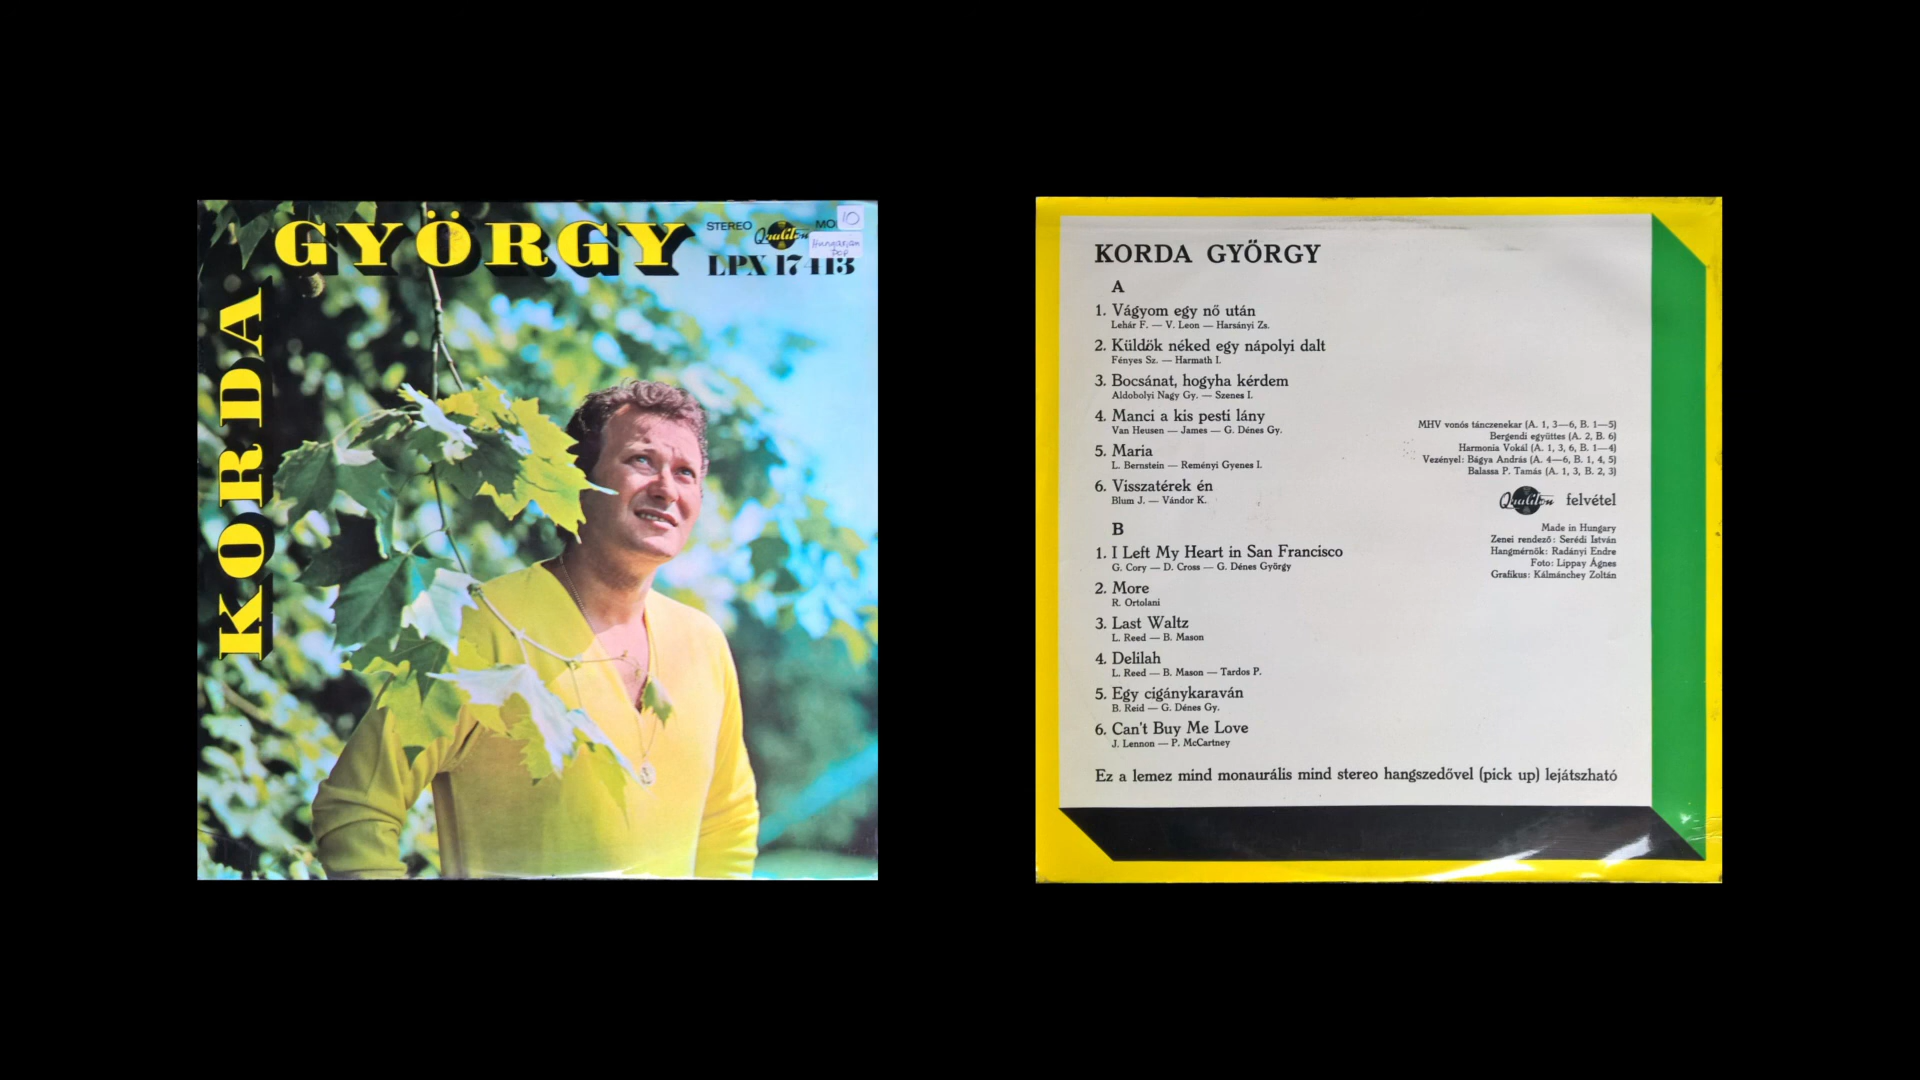 KORDA
GYÖRGY
STEREO
Qualiton
10
Hungarian
Pop
LPX 17413
KORDA GYÖRGY
A
1. Vágyom egy nő után
Lehár F. — V. Leon — Harsányi Zs.
2. Küldök néked egy nápolyi dalt
Fényes Sz. — Harmath I.
3. Bocsánat, hogyha kérdem
Aldobolyi Nagy Gy. — Szenes I.
4. Manci a kis pesti lány
Van Heusen — James — G. Dénes Gy.
5. Maria
L. Bernstein — Reményi Gyenes I.
6. Visszatérek én
Blum J. — Vándor K.
B
1. I Left My Heart in San Francisco
G. Cory — D. Cross — G. Dénes György
2. More
R. Ortolani
3. Last Waltz
L. Reed — B. Mason
4. Delilah
L. Reed — B. Mason — Tardos P.
5. Egy cigánykaraván
B. Reid — G. Dénes Gy.
6. Can't Buy Me Love
J. Lennon — P. McCartney
MHV vonós tánczenekar (A. 1, 3—6, B. 1—5)
Bergendi együttes (A. 2, B. 6)
Harmonia Vokál (A. 1, 3, 6, B. 1—4)
Vezényel: Bágya András (A. 4—6, B. 1, 4, 5)
Balassa P. Tamás (A. 1, 3, B. 2, 3)
Qualiton felvétel
Made in Hungary
Zenei rendező: Serédi István
Hangmérnök: Radányi Endre
Foto: Lippay Ágnes
Grafikus: Kálmánchey Zoltán
Ez a lemez mind monaurális mind stereo hangszedővel (pick up) lejátszható